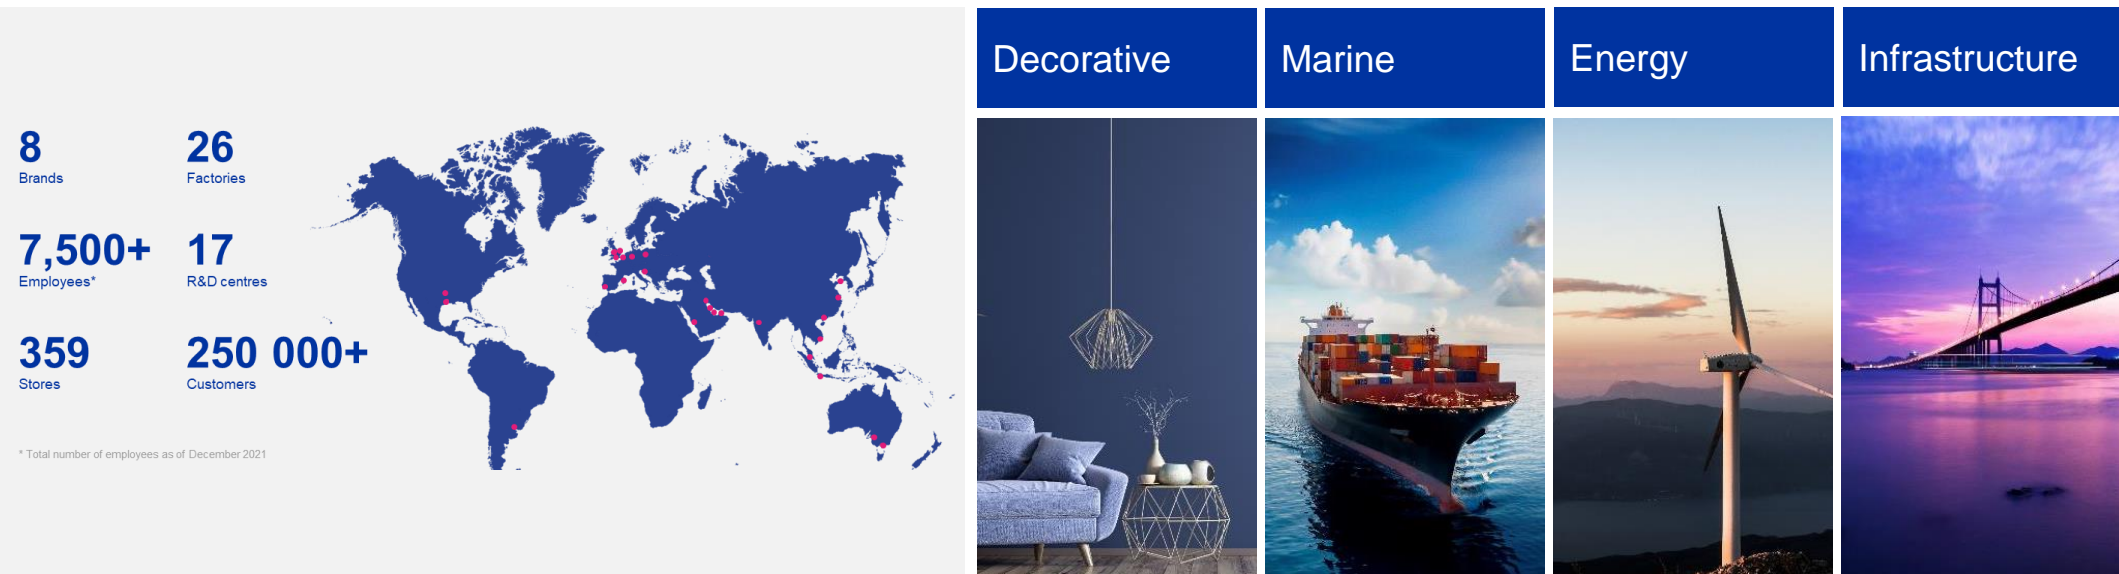 8
Brands
26
Factories
7,500+
Employees*
17
R&D centres
359
Stores
250 000+
Customers
* Total number of employees as of December 2021
Decorative
Marine
Energy
Infrastructure